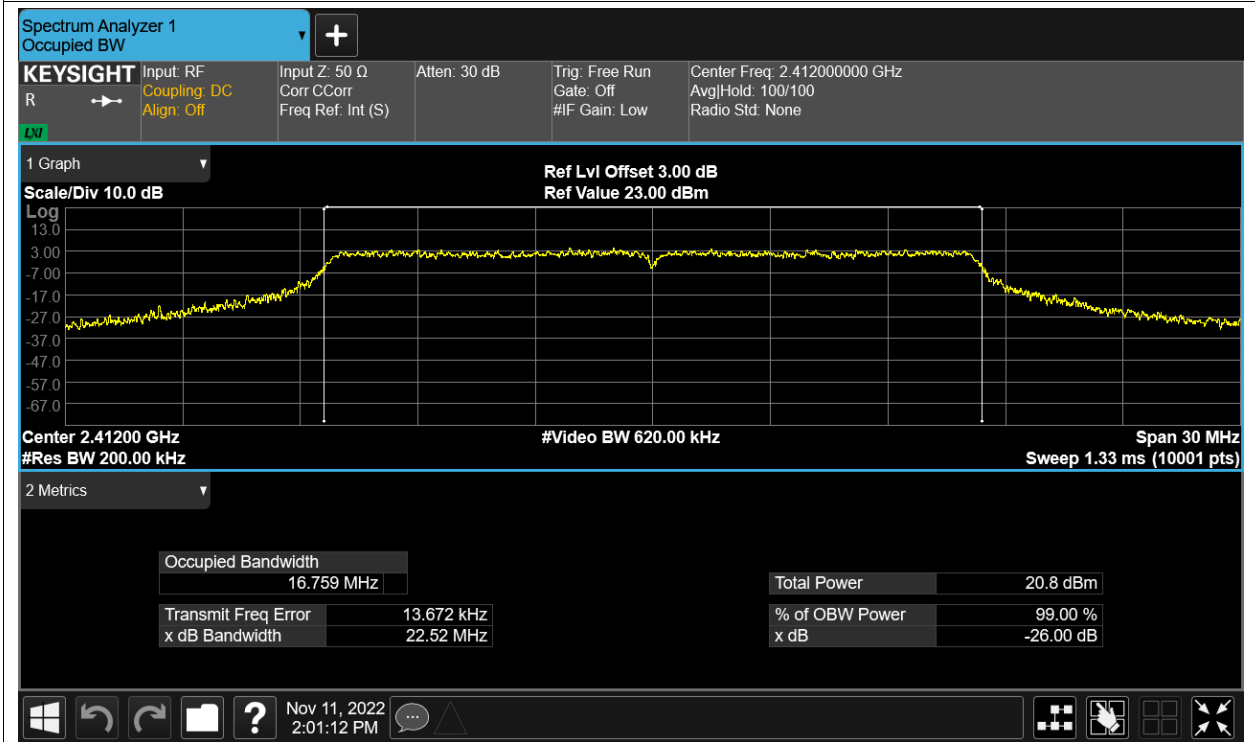 Spectrum Analyzer 1
Occupied BW
KEYSIGHT
R
LXI
Input: RF
Coupling: DC
Align: Off
Input Z: 50 Ω
Corr CCorr
Freq Ref: Int (S)
Atten: 30 dB
Trig: Free Run
Gate: Off
#IF Gain: Low
Center Freq: 2.412000000 GHz
Avg|Hold: 100/100
Radio Std: None
1 Graph
Scale/Div 10.0 dB
Ref Lvl Offset 3.00 dB
Ref Value 23.00 dBm
Log
13.0
3.00
-7.00
-17.0
-27.0
-37.0
-47.0
-57.0
-67.0
Center 2.41200 GHz
#Video BW 620.00 kHz
Span 30 MHz
#Res BW 200.00 kHz
Sweep 1.33 ms (10001 pts)
2 Metrics
Occupied Bandwidth
16.759 MHz
Total Power 20.8 dBm
Transmit Freq Error 13.672 kHz
% of OBW Power 99.00 %
x dB Bandwidth 22.52 MHz
x dB -26.00 dB
?
Nov 11, 2022
2:01:12 PM